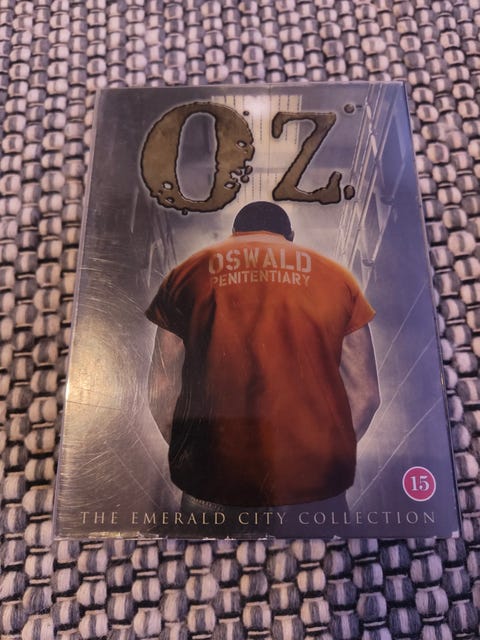 OZ.
OSWALD
PENITENTIARY
15
THE EMERALD CITY COLLECTION